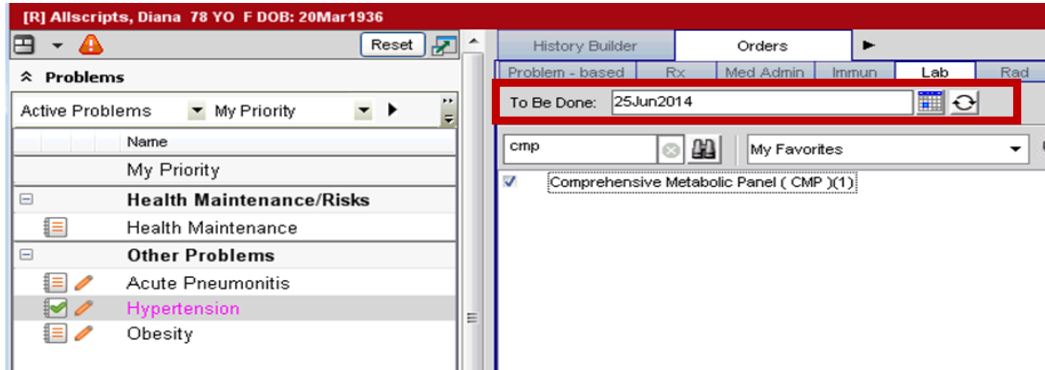 [R] Allscripts, Diana 78 YO F DOB: 20Mar1936
Reset
Problems
Active Problems
My Priority
Name
My Priority
Health Maintenance/Risks
Health Maintenance
Other Problems
Acute Pneumonitis
Hypertension
Obesity
History Builder
Orders
Problem - based
Rx
Med Admin
Immun
Lab
Rad
To Be Done: 25Jun2014
cmp
My Favorites
Comprehensive Metabolic Panel ( CMP )(1)